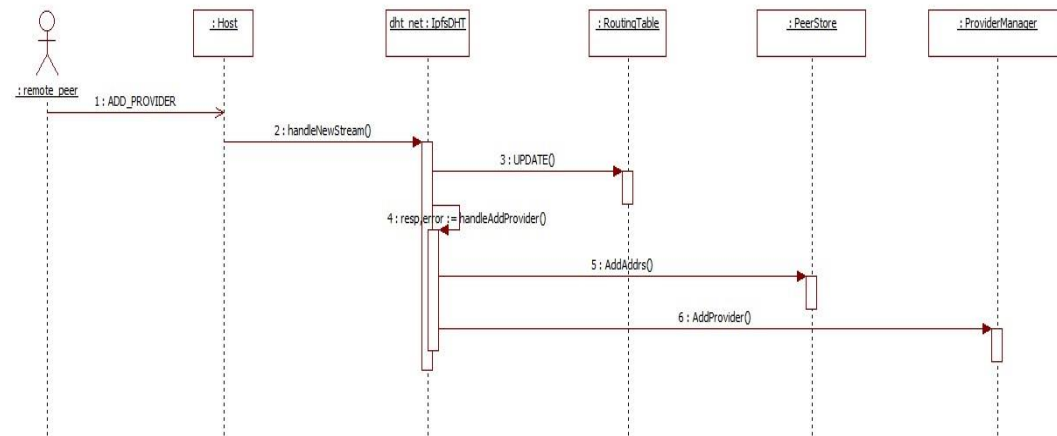 : Host
dht_net : IpfsDHT
: RoutingTable
: PeerStore
: ProviderManager
: remote_peer
1 : ADD_PROVIDER
2 : handleNewStream()
3 : UPDATE()
4 : resp,error := handleAddProvider()
5 : AddAddrs()
6 : AddProvider()